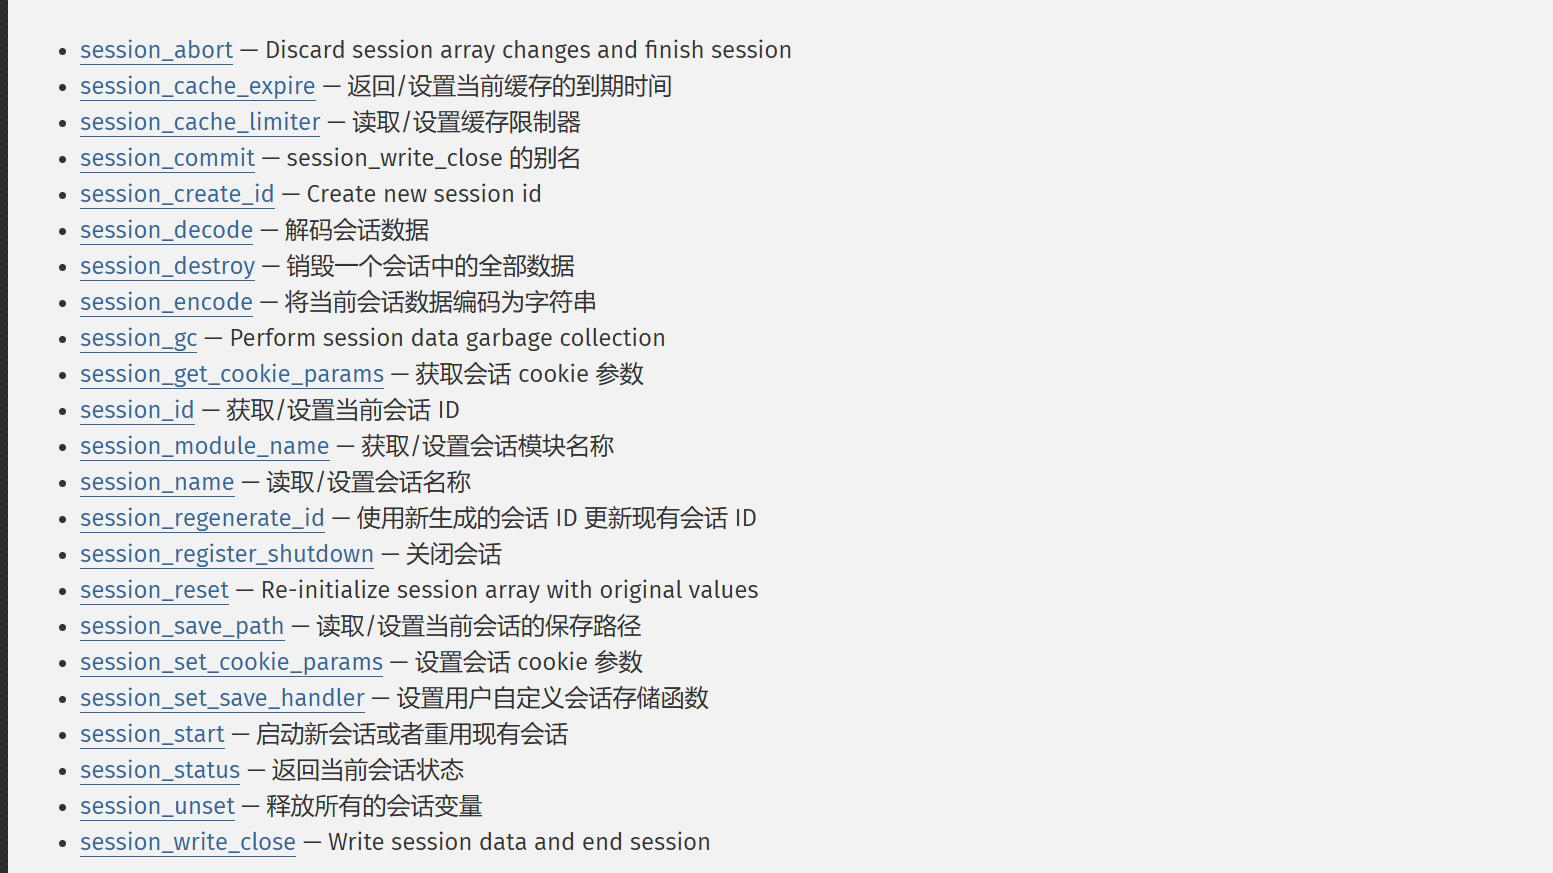 • session_abort — Discard session array changes and finish session
• session_cache_expire — 返回/设置当前缓存的到期时间
• session_cache_limiter — 读取/设置缓存限制器
• session_commit — session_write_close 的别名
• session_create_id — Create new session id
• session_decode — 解码会话数据
• session_destroy — 销毁一个会话中的全部数据
• session_encode — 将当前会话数据编码为字符串
• session_gc — Perform session data garbage collection
• session_get_cookie_params — 获取会话 cookie 参数
• session_id — 获取/设置当前会话 ID
• session_module_name — 获取/设置会话模块名称
• session_name — 读取/设置会话名称
• session_regenerate_id — 使用新生成的会话 ID 更新现有会话 ID
• session_register_shutdown — 关闭会话
• session_reset — Re-initialize session array with original values
• session_save_path — 读取/设置当前会话的保存路径
• session_set_cookie_params — 设置会话 cookie 参数
• session_set_save_handler — 设置用户自定义会话存储函数
• session_start — 启动新会话或者重用现有会话
• session_status — 返回当前会话状态
• session_unset — 释放所有的会话变量
• session_write_close — Write session data and end session